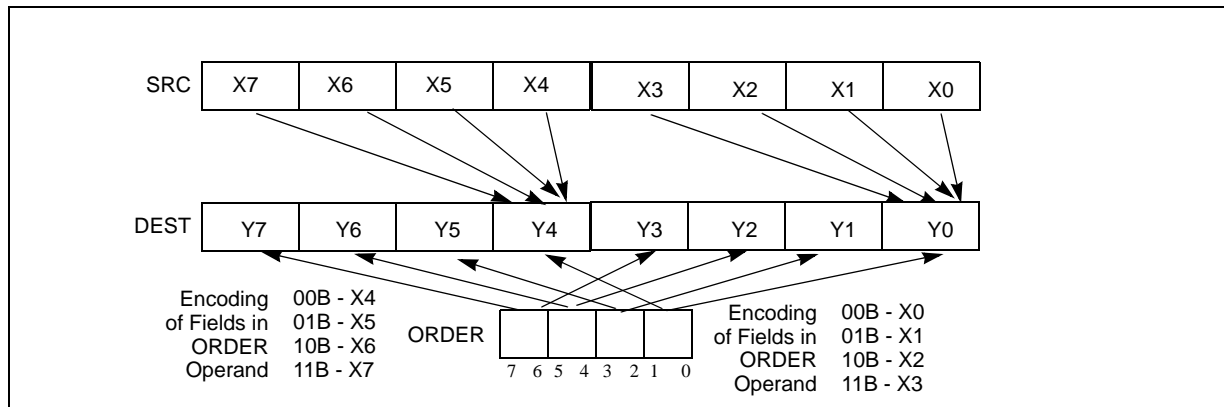 SRC X7 X6 X5 X4 X3 X2 X1 X0
DEST Y7 Y6 Y5 Y4 Y3 Y2 Y1 Y0
Encoding 00B - X4
of Fields in 01B - X5
ORDER 10B - X6
Operand 11B - X7
ORDER
7 6 5 4 3 2 1 0
Encoding 00B - X0
of Fields in 01B - X1
ORDER 10B - X2
Operand 11B - X3